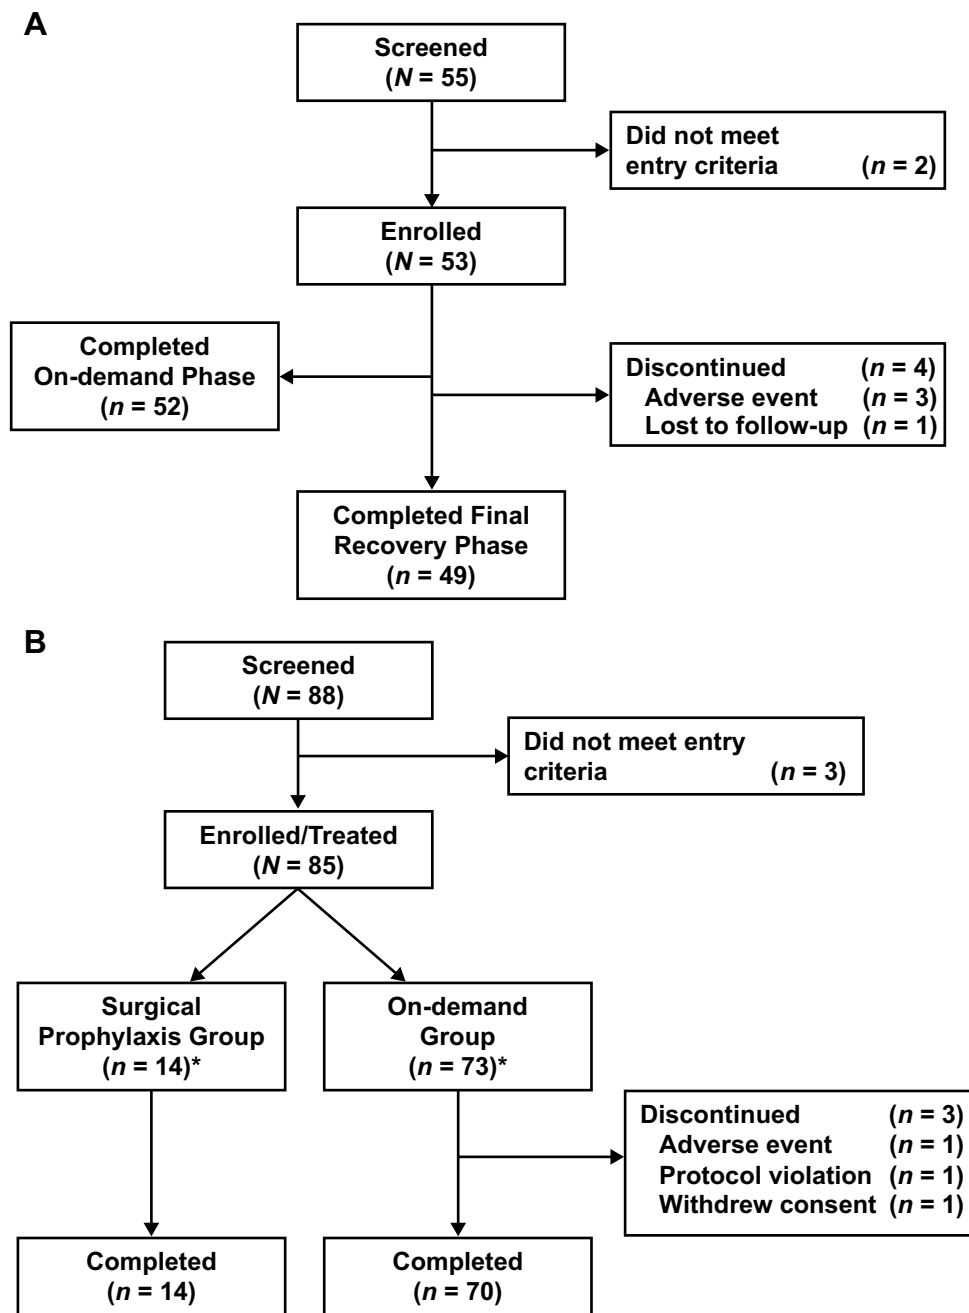 A
Screened
(N = 55)
Did not meet
entry criteria (n = 2)
Enrolled
(N = 53)
Completed
On-demand Phase
(n = 52)
Discontinued (n = 4)
Adverse event (n = 3)
Lost to follow-up (n = 1)
Completed Final
Recovery Phase
(n = 49)
B
Screened
(N = 88)
Did not meet entry
criteria (n = 3)
Enrolled/Treated
(N = 85)
Surgical
Prophylaxis Group
(n = 14)*
On-demand
Group
(n = 73)*
Discontinued (n = 3)
Adverse event (n = 1)
Protocol violation (n = 1)
Withdrew consent (n = 1)
Completed
(n = 14)
Completed
(n = 70)